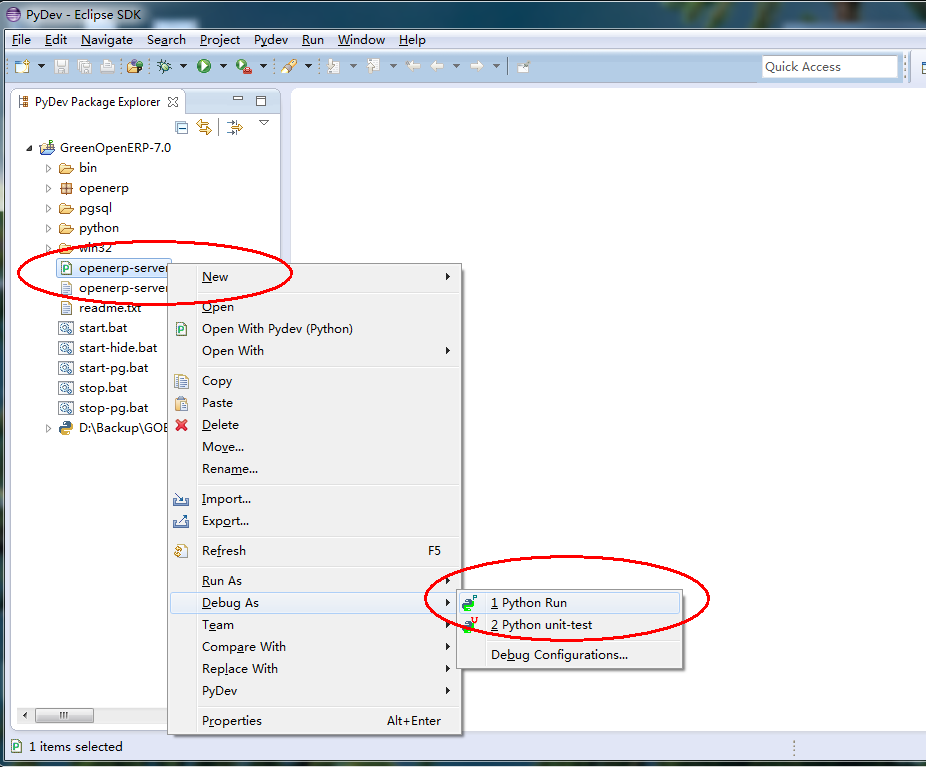 PyDev - Eclipse SDK
File Edit Navigate Search Project Pydev Run Window Help
Quick Access
PyDev Package Explorer
GreenOpenERP-7.0
bin
openerp
pgsql
python
win32
openerp-server
openerp-server
readme.txt
start.bat
start-hide.bat
start-pg.bat
stop.bat
stop-pg.bat
D:\Backup\GOE
New
Open
Open With Pydev (Python)
Open With
Copy
Paste
Delete
Move...
Rename...
Import...
Export...
Refresh F5
Run As
Debug As
Team
Compare With
Replace With
PyDev
Properties Alt+Enter
1 Python Run
2 Python unit-test
Debug Configurations...
1 items selected